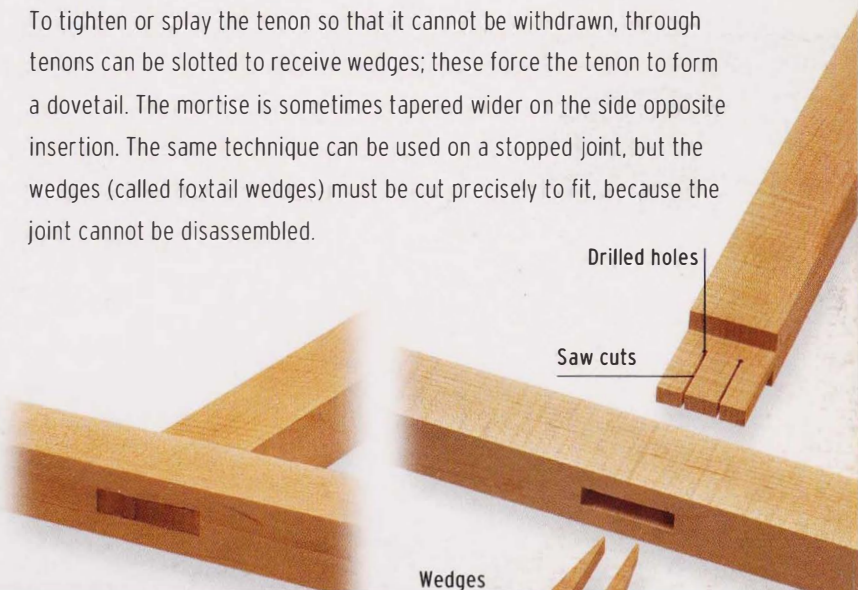 To tighten or splay the tenon so that it cannot be withdrawn, through
tenons can be slotted to receive wedges; these force the tenon to form
a dovetail. The mortise is sometimes tapered wider on the side opposite
insertion. The same technique can be used on a stopped joint, but the
wedges (called foxtail wedges) must be cut precisely to fit, because the
joint cannot be disassembled.
Drilled holes
Saw cuts
Wedges